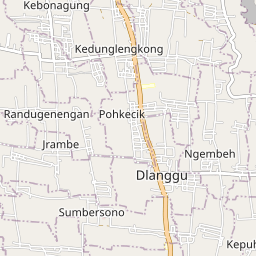 Kebonagung
Kedunglengkong
Randugenengan
Pohkecik
Jrambe
Ngembeh
Dlanggu
Sumbersono
Kepuh